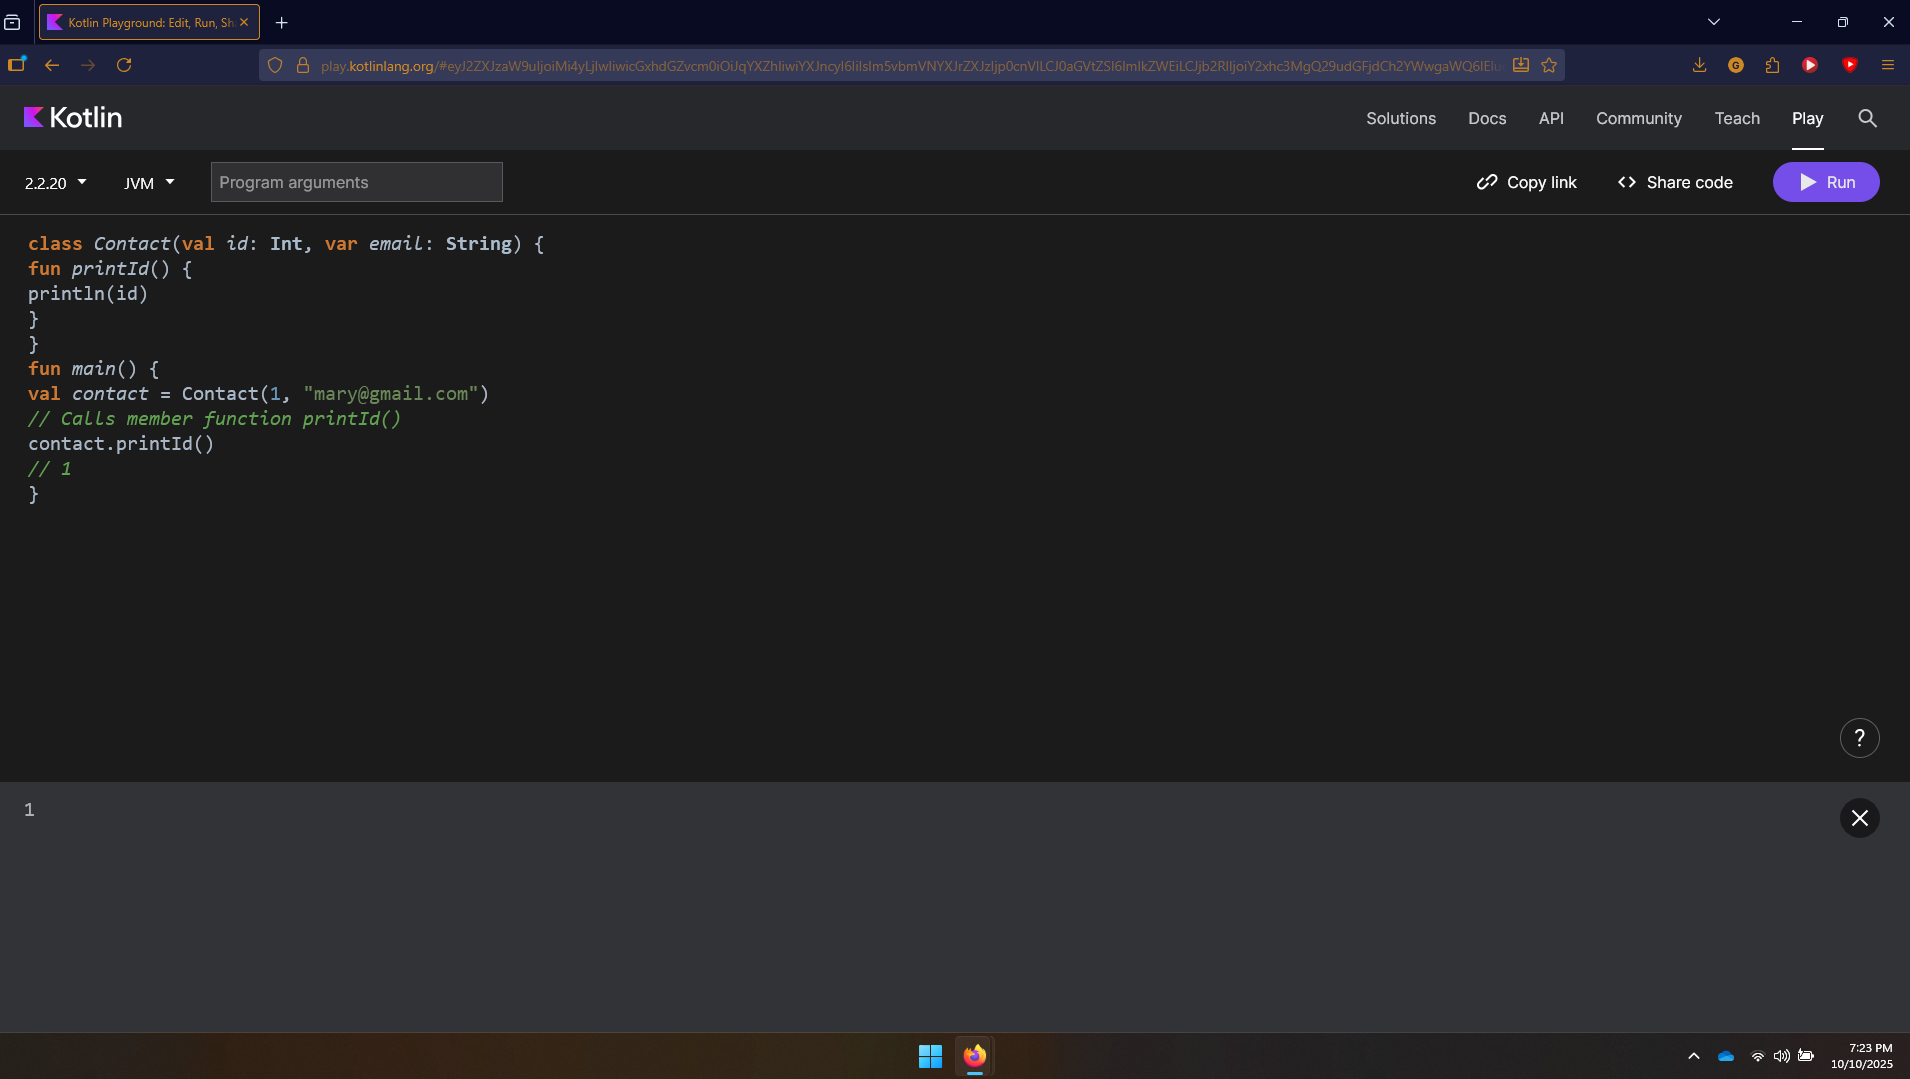 Kotlin Playground: Edit, Run, Sh
play.kotlinlang.org/
Kotlin
Solutions Docs API Community Teach Play
2.2.20 JVM Program arguments Copy link Share code Run
class Contact(val id: Int, var email: String) {
fun printId() {
println(id)
}
}
fun main() {
val contact = Contact(1, "mary@gmail.com")
// Calls member function printId()
contact.printId()
// 1
}
?
1
7:23 PM
10/10/2025